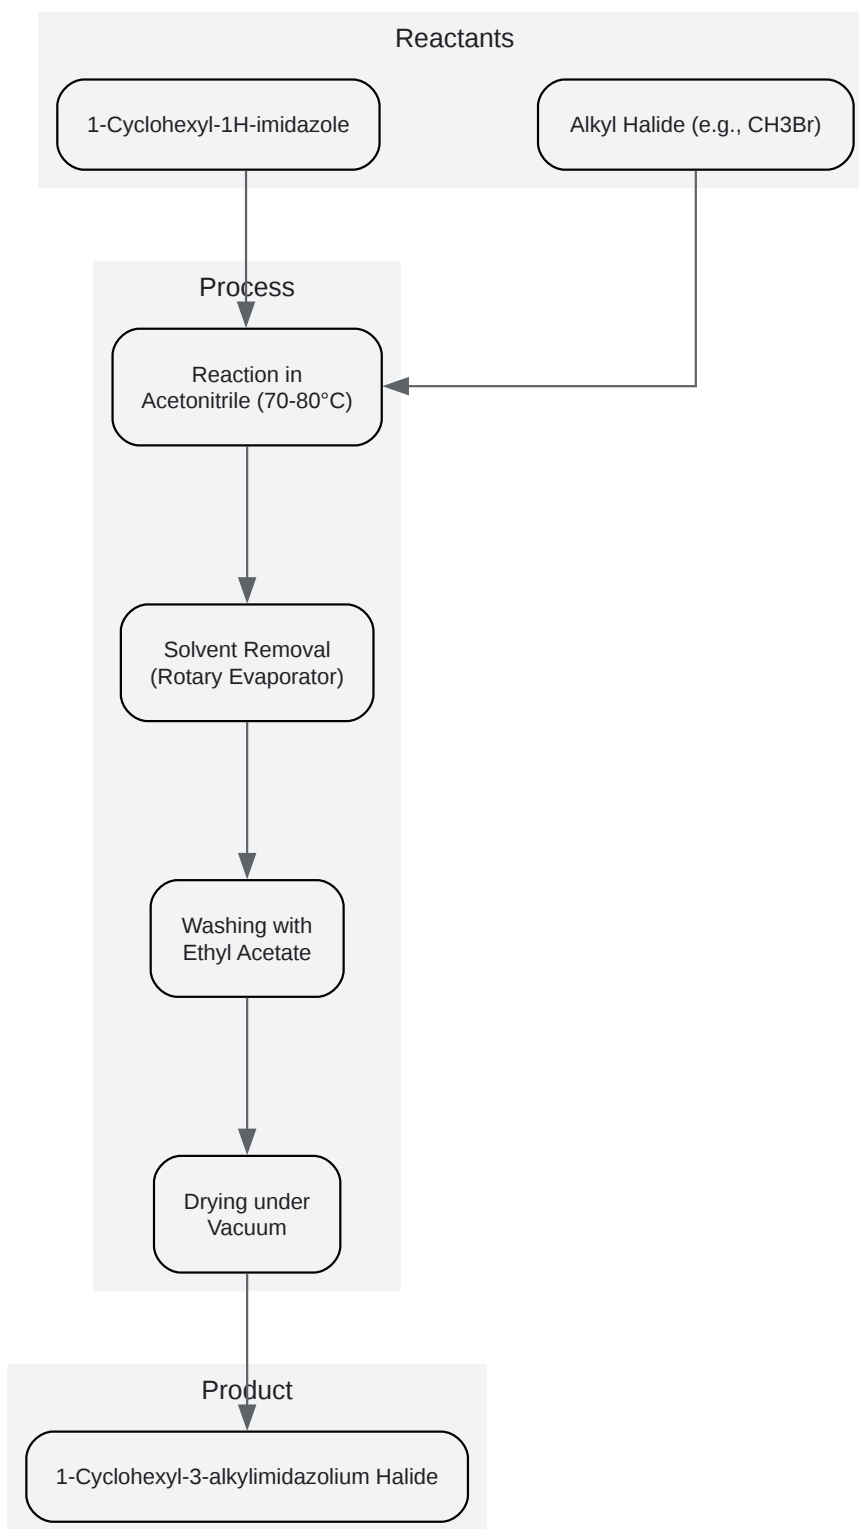 Reactants
1-Cyclohexyl-1H-imidazole
Alkyl Halide (e.g., CH3Br)
Process
Reaction in
Acetonitrile (70-80°C)
Solvent Removal
(Rotary Evaporator)
Washing with
Ethyl Acetate
Drying under
Vacuum
Product
1-Cyclohexyl-3-alkylimidazolium Halide